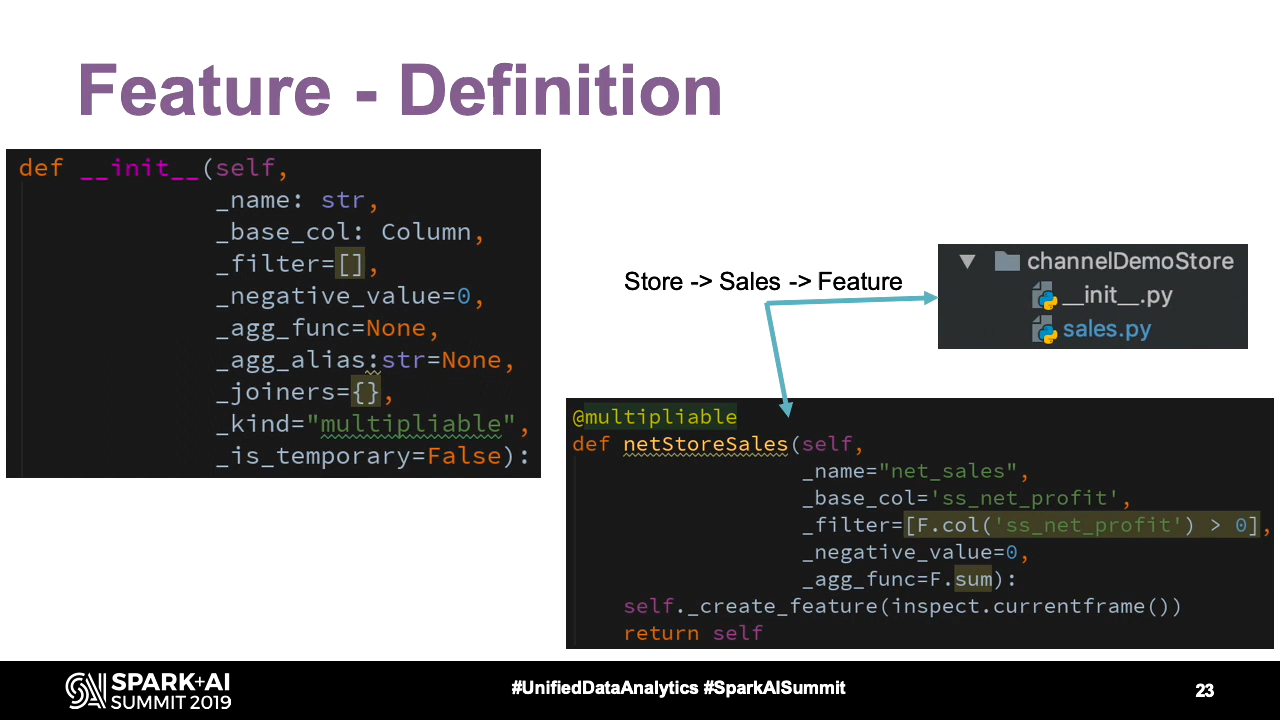 Feature - Definition
def __init__(self,
_name: str,
_base_col: Column,
_filter=[],
_negative_value=0,
_agg_func=None,
_agg_alias:str=None,
_joiners={},
_kind="multipliable",
_is_temporary=False):
Store -> Sales -> Feature
channelDemoStore
__init__.py
sales.py
@multipliable
def netStoreSales(self,
_name="net_sales",
_base_col='ss_net_profit',
_filter=[F.col('ss_net_profit') > 0],
_negative_value=0,
_agg_func=F.sum):
self._create_feature(inspect.currentframe())
return self
SPARK+AI
SUMMIT 2019
#UnifiedDataAnalytics #SparkAISummit
23